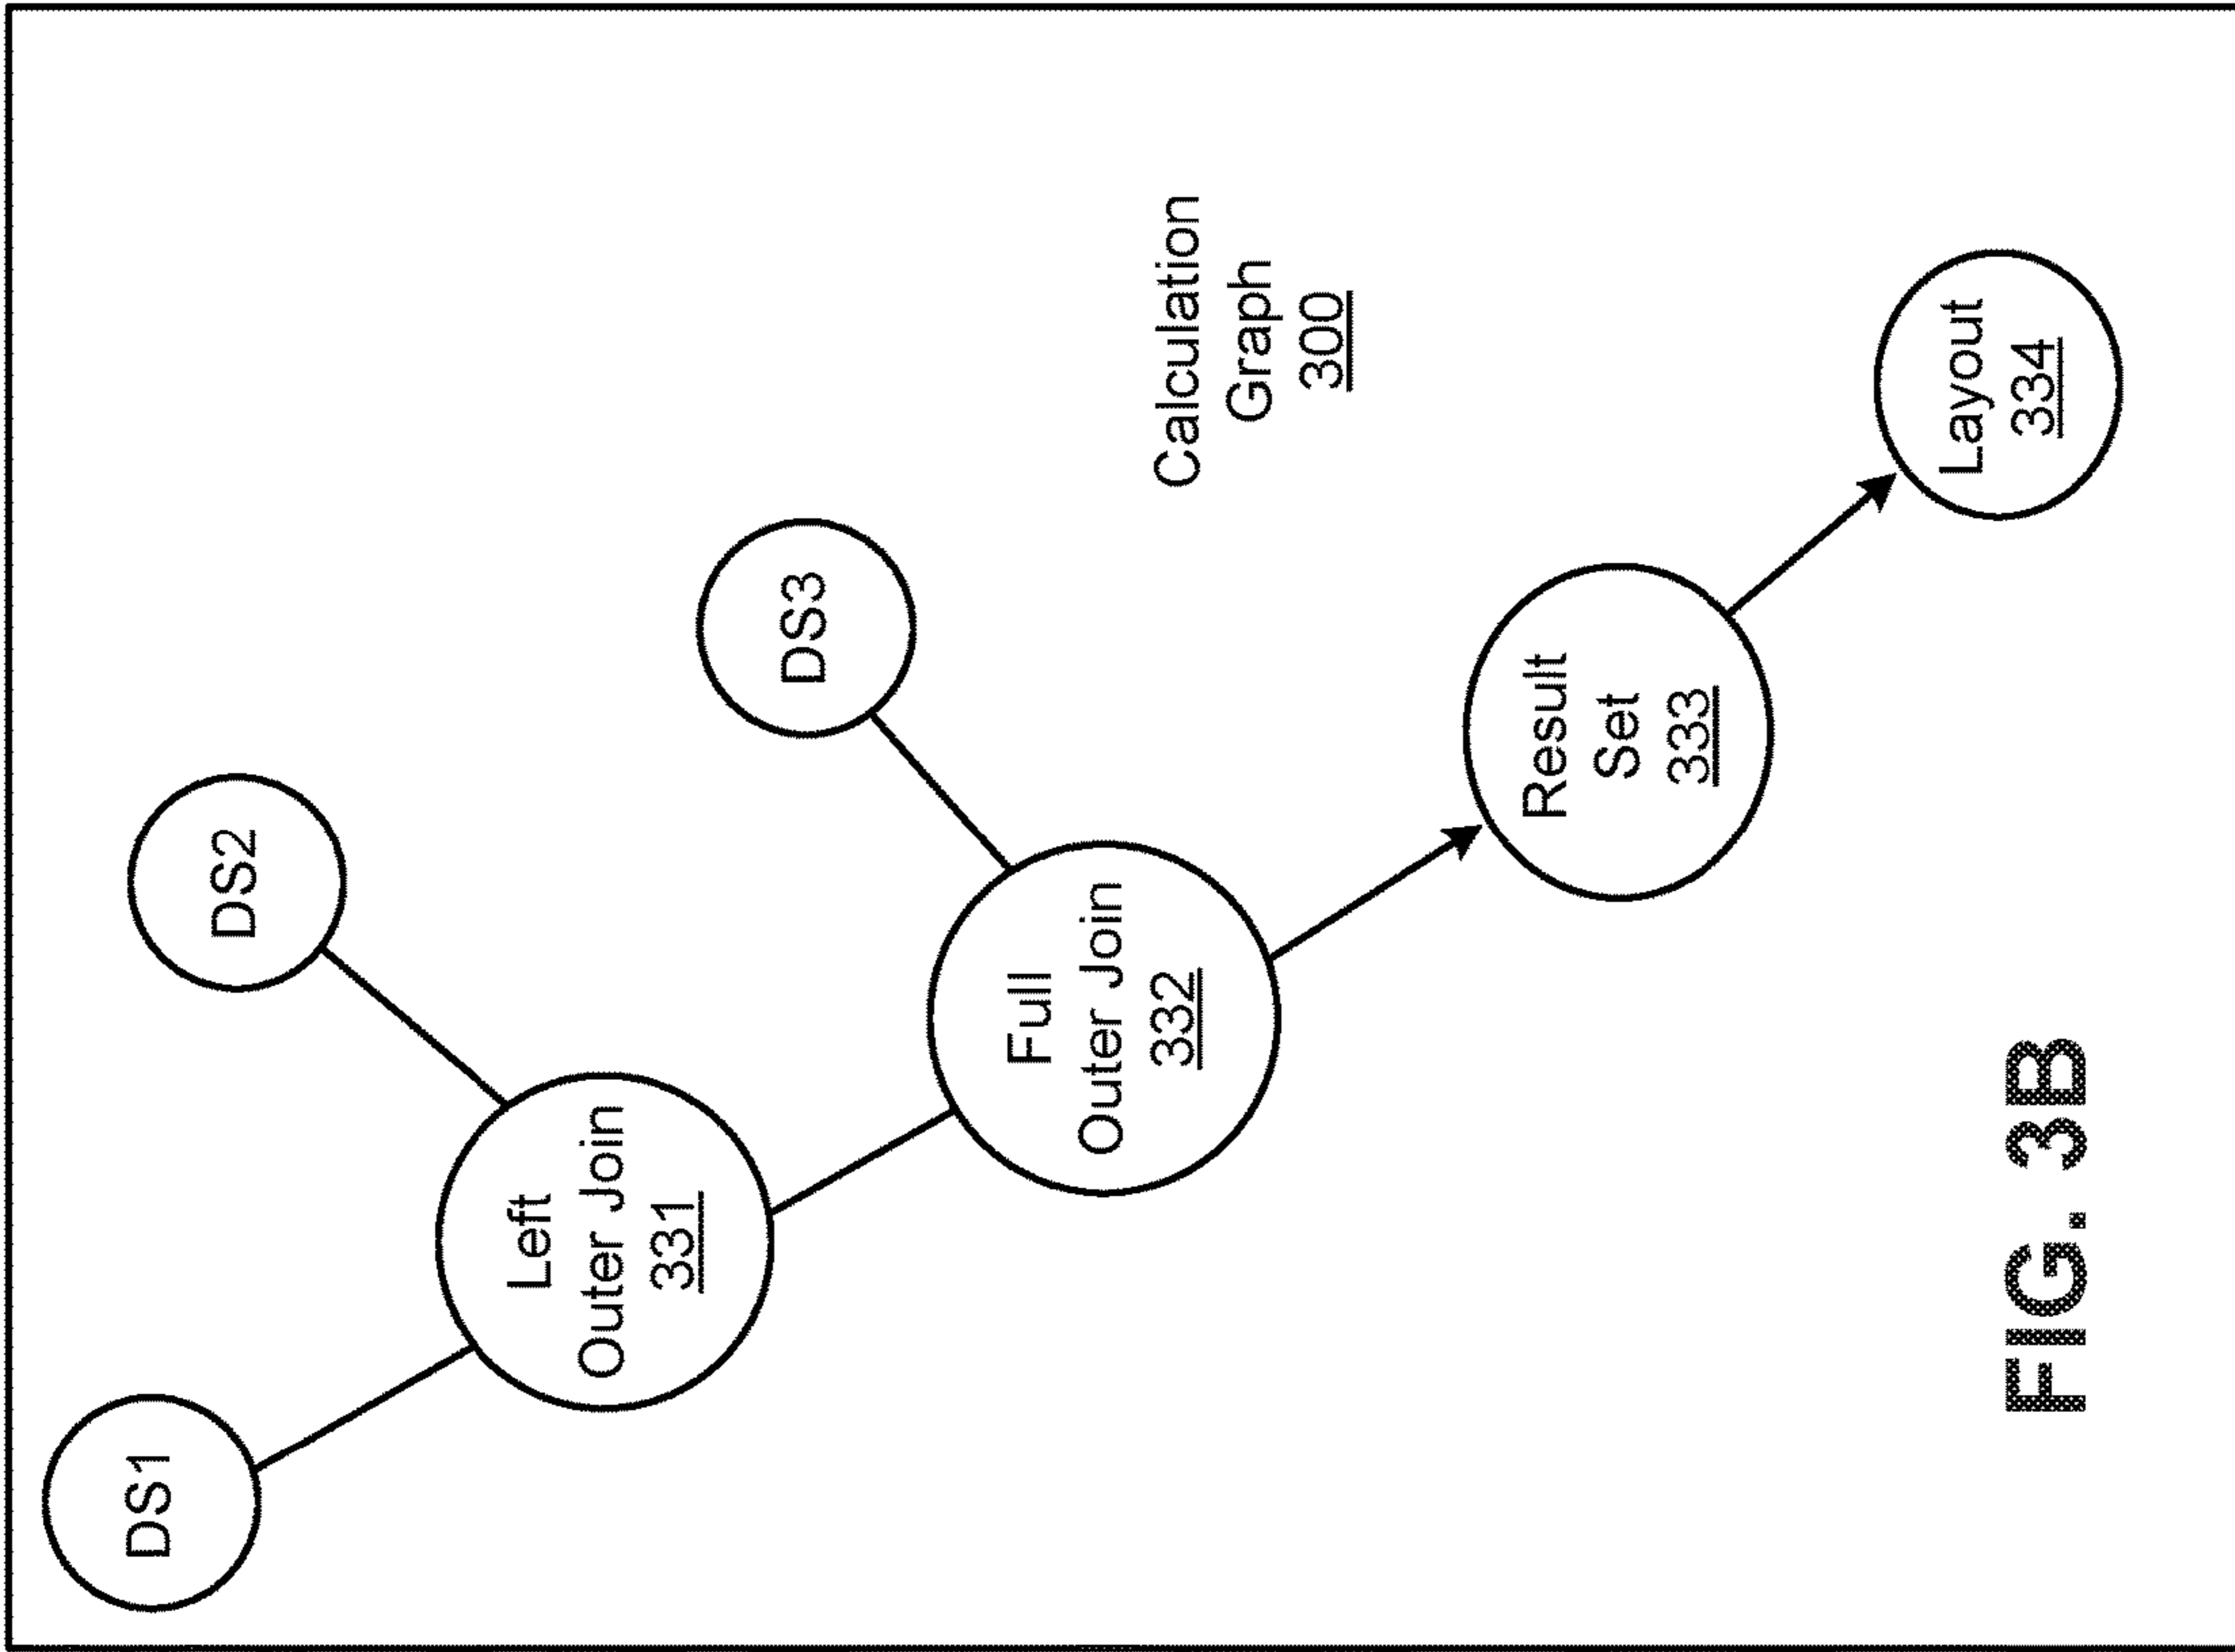 DS1
DS2
Left
Outer Join
331
DS3
Full
Outer Join
332
Calculation
Graph
300
Result
Set
333
Layout
334
FIG. 3B